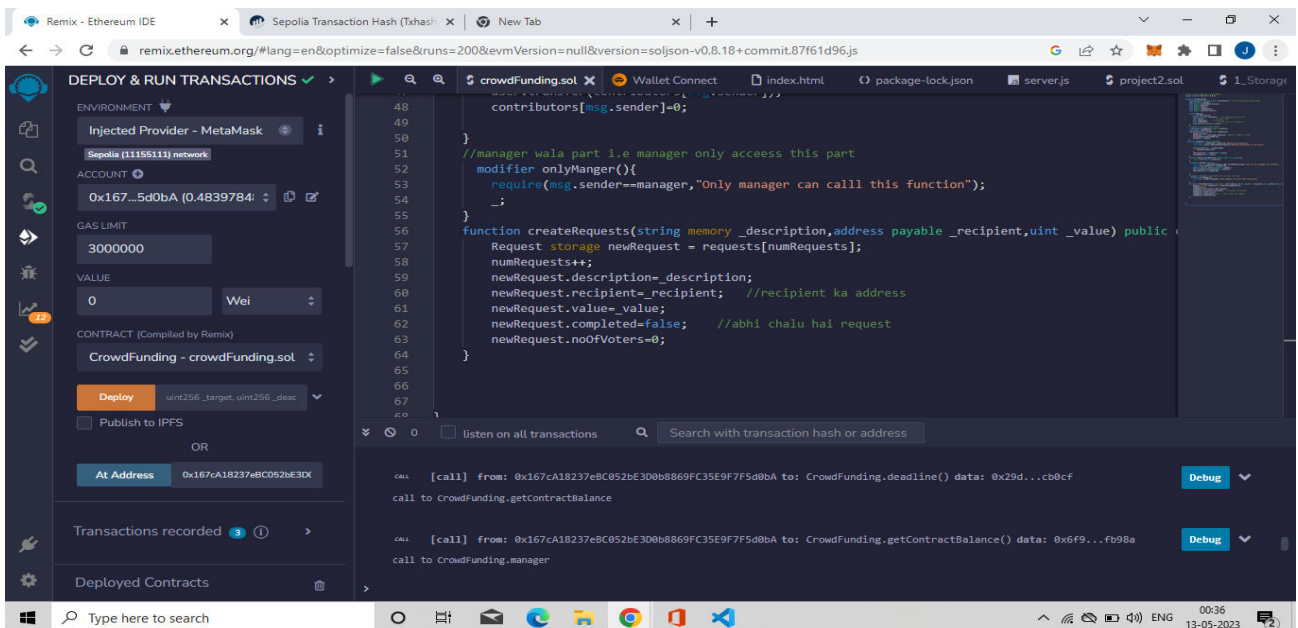 Remix - Ethereum IDE
Sepolia Transaction Hash (Txhash
New Tab
remix.ethereum.org/#lang=en&optimize=false&runs=200&evmVersion=null&version=soljson-v0.8.18+commit.87f61d96.js
J
DEPLOY & RUN TRANSACTIONS
crowdFunding.sol
Wallet Connect
index.html
package-lock.json
server.js
project2.sol
1_Storage
ENVIRONMENT
Injected Provider - MetaMask
Sepolia (11155111) network
ACCOUNT
0x167...5d0bA (0.4839784
GAS LIMIT
3000000
VALUE
0
Wei
12
CONTRACT (Compiled by Remix)
CrowdFunding - crowdFunding.sol
Deploy
uint256 _target, uint256 _deac
Publish to IPFS
OR
At Address
0x167cA18237eBC052bE3D(
Transactions recorded 3
Deployed Contracts
48 contributors[msg.sender]=0;
49
50 }
51 //manager wala part i.e manager only acceess this part
52 modifier onlyManger(){
53 require(msg.sender==manager,"Only manager can calll this function");
54 _;
55 }
56 function createRequests(string memory _description,address payable _recipient,uint _value) public
57 Request storage newRequest = requests[numRequests];
58 numRequests++;
59 newRequest.description=_description;
60 newRequest.recipient=_recipient; //recipient ka address
61 newRequest.value=_value;
62 newRequest.completed=false; //abhi chalu hai request
63 newRequest.noOfVoters=0;
64 }
65
66
67
68 }
0
listen on all transactions
Search with transaction hash or address
CALL [call] from: 0x167cA18237eBC052bE3D0b8869FC35E9F7F5d0bA to: CrowdFunding.deadline() data: 0x29d...cb0cf
Debug
call to CrowdFunding.getContractBalance
CALL [call] from: 0x167cA18237eBC052bE3D0b8869FC35E9F7F5d0bA to: CrowdFunding.getContractBalance() data: 0x6f9...fb98a
Debug
call to CrowdFunding.manager
>
Type here to search
ENG
00:36
13-05-2023
2